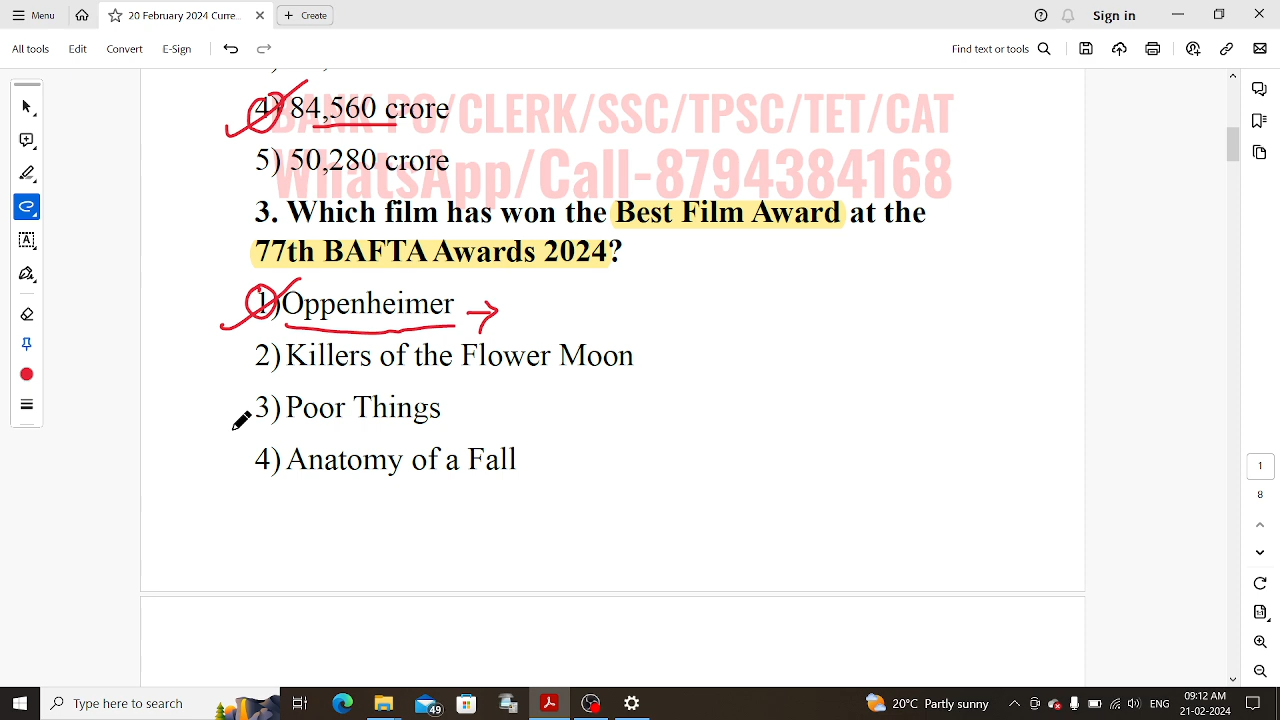 Menu
20 February 2024 Curre...
Create
Sign in
All tools
Edit
Convert
E-Sign
Find text or tools
4) 84,560 crore
BANK PO/CLERK/SSC/TPSC/TET/CAT
5) 50,280 crore
WhatsApp/Call-8794384168
3. Which film has won the Best Film Award at the
77th BAFTA Awards 2024?
1) Oppenheimer
2) Killers of the Flower Moon
3) Poor Things
4) Anatomy of a Fall
1
8
Type here to search
49
20°C Partly sunny
ENG
09:12 AM
21-02-2024